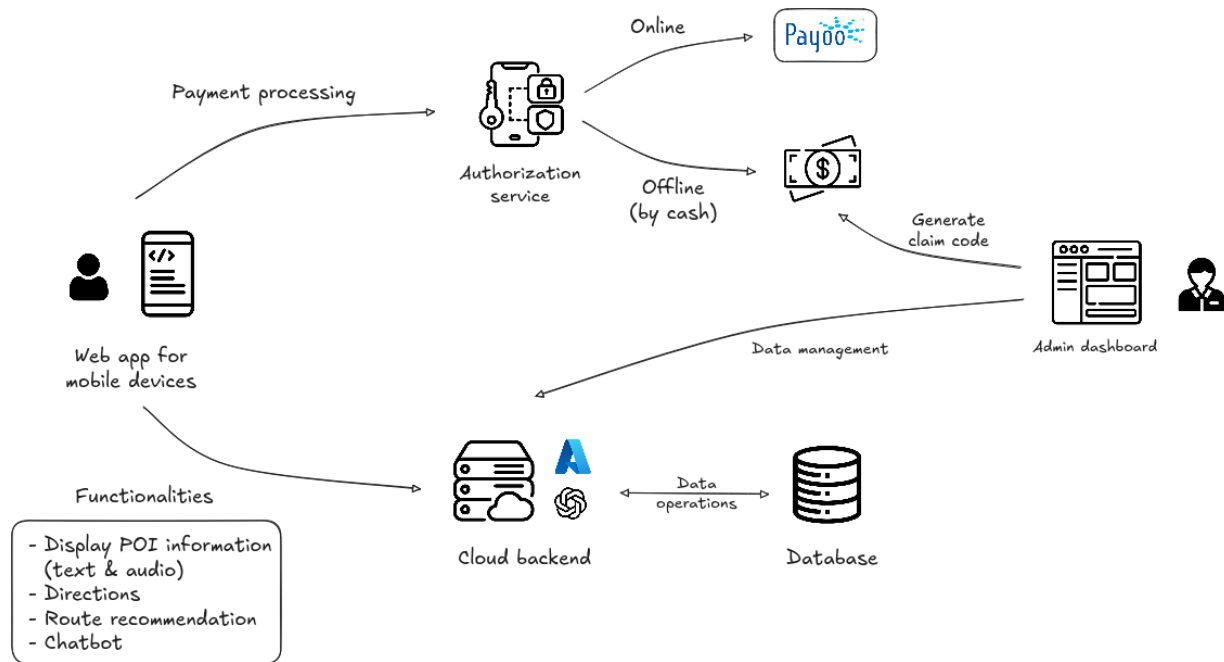 Online
Payoo
Payment processing
Authorization
service
Offline
(by cash)
$
Generate
claim code
</>
Web app for
mobile devices
Data management
Admin dashboard
Functionalities
- Display POI information
(text & audio)
- Directions
- Route recommendation
- Chatbot
Data
operations
Cloud backend
Database